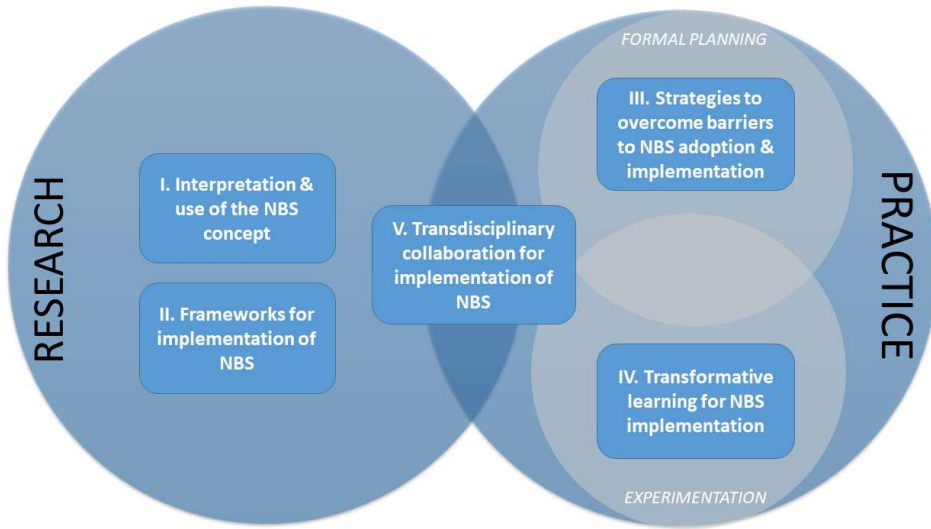 RESEARCH
I. Interpretation &
use of the NBS
concept
II. Frameworks for
implementation of
NBS
V. Transdisciplinary
collaboration for
implementation of
NBS
FORMAL PLANNING
III. Strategies to
overcome barriers
to NBS adoption &
implementation
IV. Transformative
learning for NBS
implementation
EXPERIMENTATION
PRACTICE